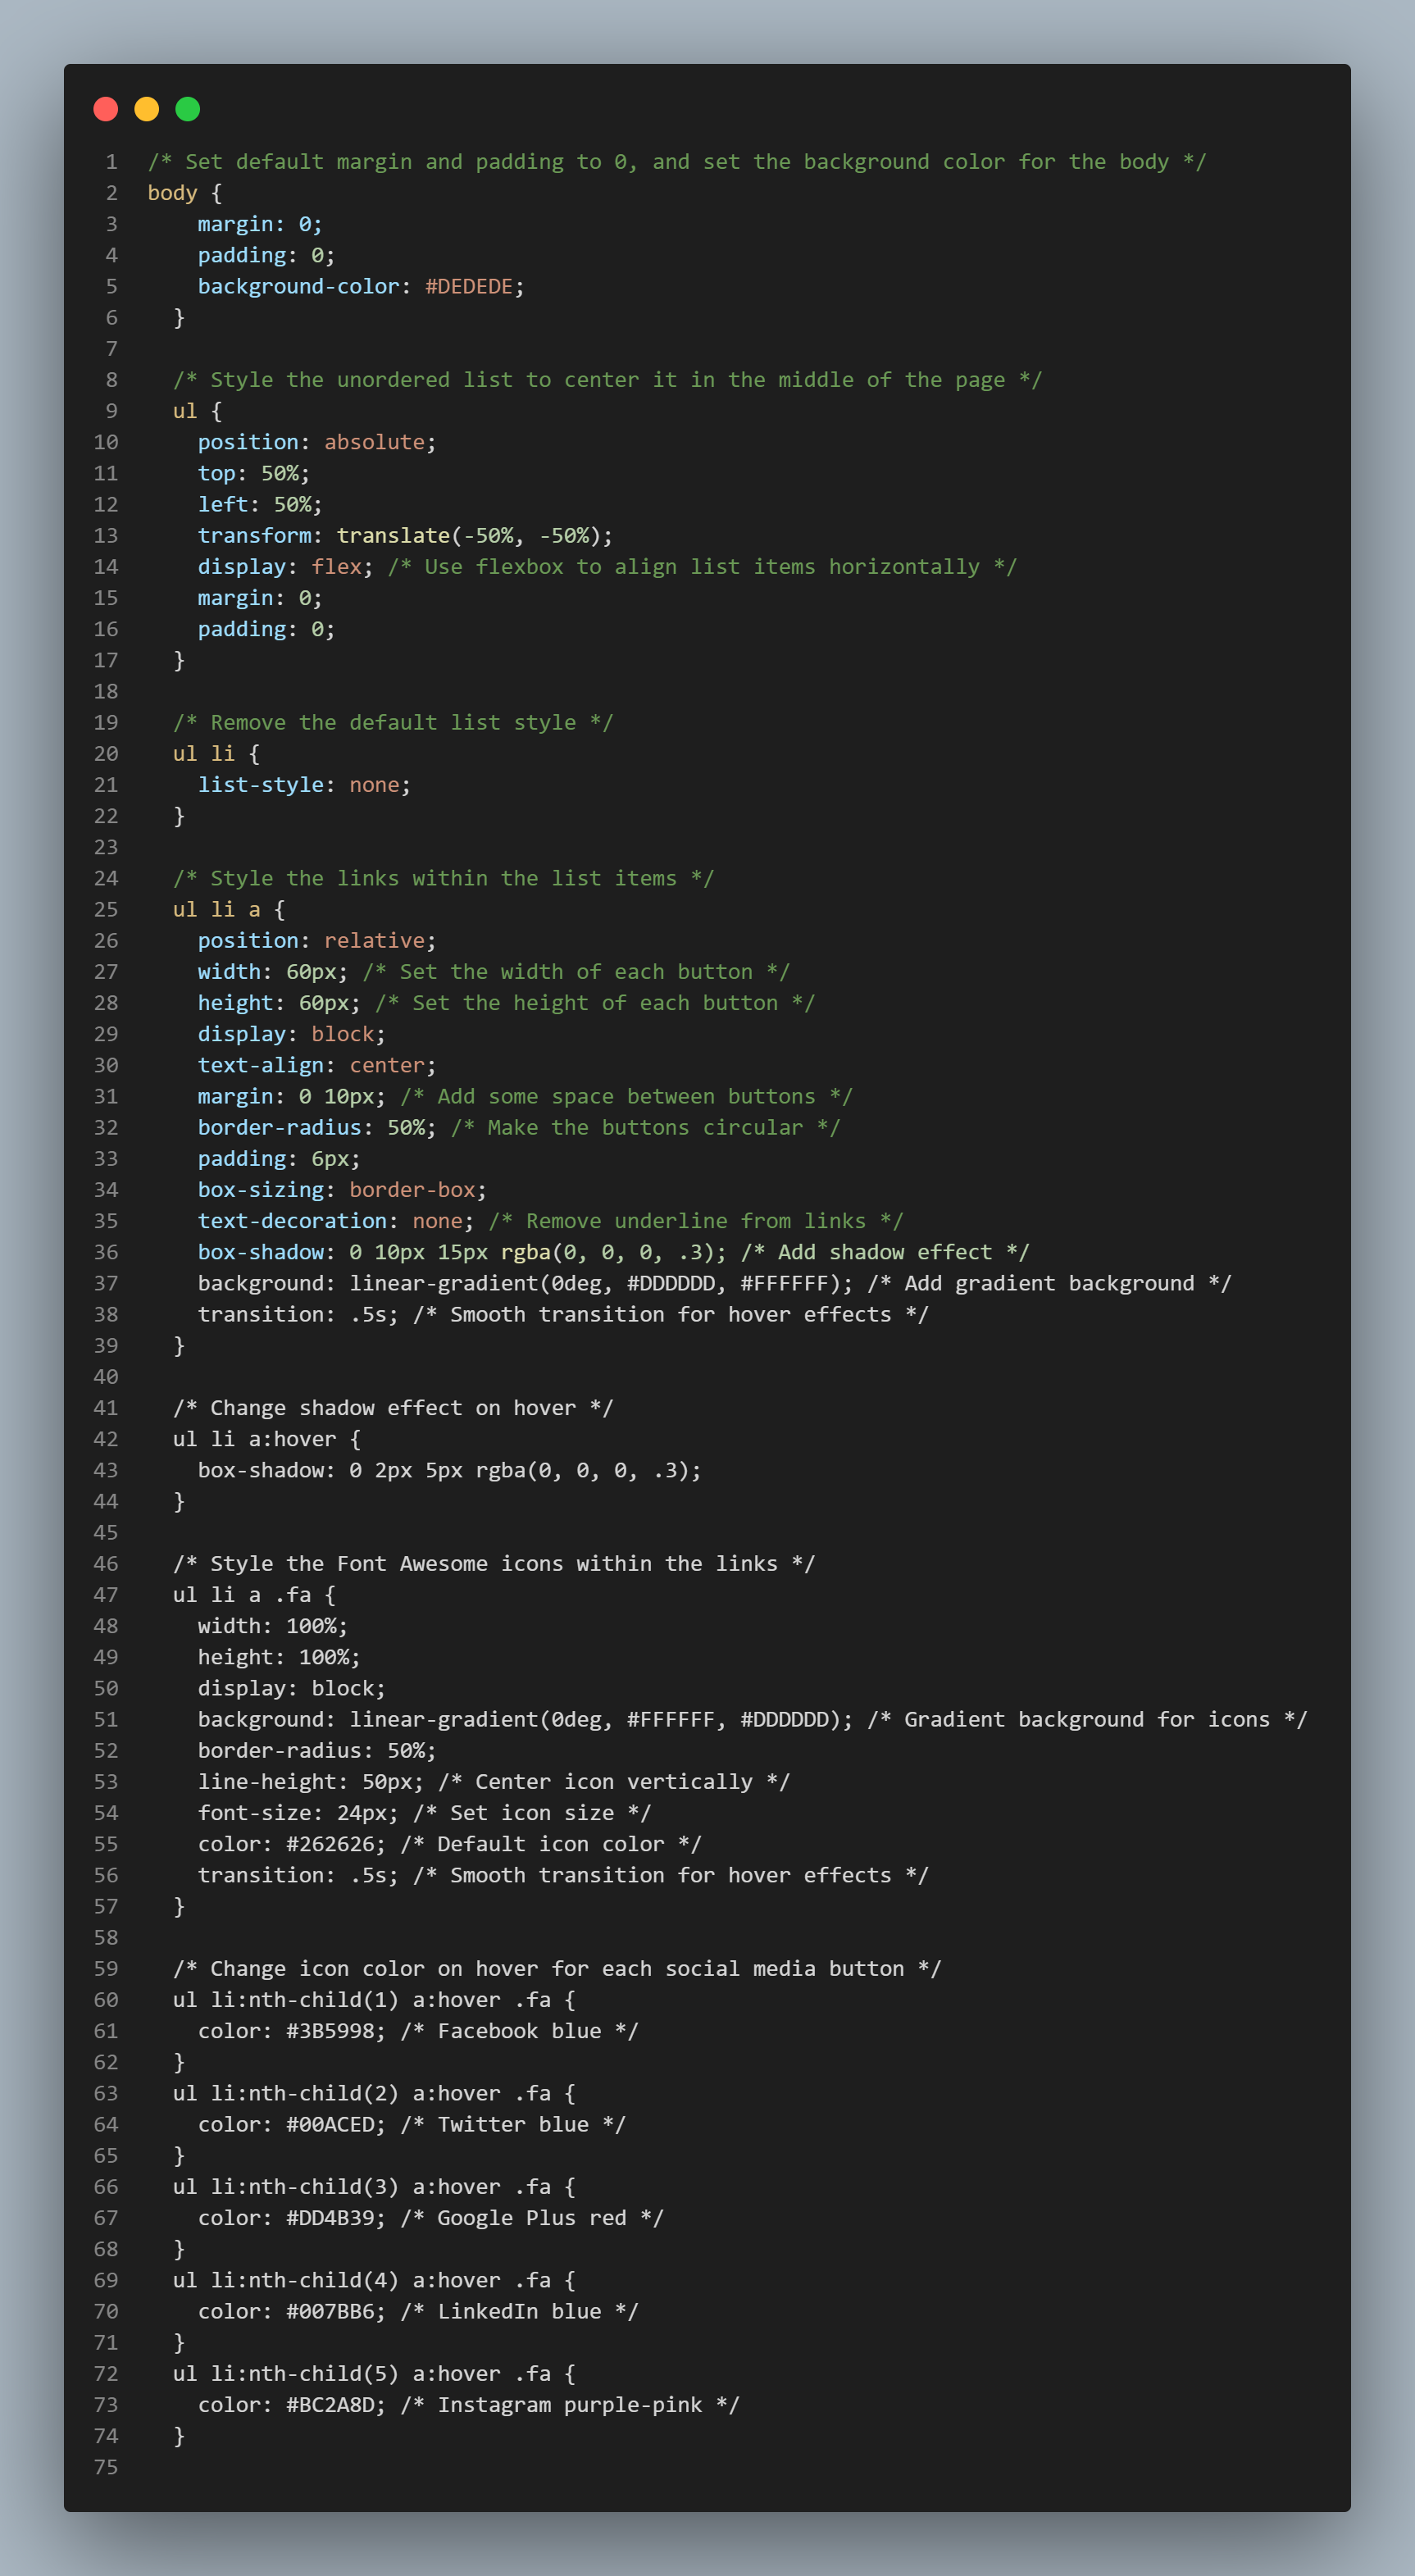 1 /* Set default margin and padding to 0, and set the background color for the body */
2 body {
3     margin: 0;
4     padding: 0;
5     background-color: #DEDEDE;
6   }
7
8   /* Style the unordered list to center it in the middle of the page */
9   ul {
10     position: absolute;
11     top: 50%;
12     left: 50%;
13     transform: translate(-50%, -50%);
14     display: flex; /* Use flexbox to align list items horizontally */
15     margin: 0;
16     padding: 0;
17   }
18
19   /* Remove the default list style */
20   ul li {
21     list-style: none;
22   }
23
24   /* Style the links within the list items */
25   ul li a {
26     position: relative;
27     width: 60px; /* Set the width of each button */
28     height: 60px; /* Set the height of each button */
29     display: block;
30     text-align: center;
31     margin: 0 10px; /* Add some space between buttons */
32     border-radius: 50%; /* Make the buttons circular */
33     padding: 6px;
34     box-sizing: border-box;
35     text-decoration: none; /* Remove underline from links */
36     box-shadow: 0 10px 15px rgba(0, 0, 0, .3); /* Add shadow effect */
37     background: linear-gradient(0deg, #DDDDDD, #FFFFFF); /* Add gradient background */
38     transition: .5s; /* Smooth transition for hover effects */
39   }
40
41   /* Change shadow effect on hover */
42   ul li a:hover {
43     box-shadow: 0 2px 5px rgba(0, 0, 0, .3);
44   }
45
46   /* Style the Font Awesome icons within the links */
47   ul li a .fa {
48     width: 100%;
49     height: 100%;
50     display: block;
51     background: linear-gradient(0deg, #FFFFFF, #DDDDDD); /* Gradient background for icons */
52     border-radius: 50%;
53     line-height: 50px; /* Center icon vertically */
54     font-size: 24px; /* Set icon size */
55     color: #262626; /* Default icon color */
56     transition: .5s; /* Smooth transition for hover effects */
57   }
58
59   /* Change icon color on hover for each social media button */
60   ul li:nth-child(1) a:hover .fa {
61     color: #3B5998; /* Facebook blue */
62   }
63   ul li:nth-child(2) a:hover .fa {
64     color: #00ACED; /* Twitter blue */
65   }
66   ul li:nth-child(3) a:hover .fa {
67     color: #DD4B39; /* Google Plus red */
68   }
69   ul li:nth-child(4) a:hover .fa {
70     color: #007BB6; /* LinkedIn blue */
71   }
72   ul li:nth-child(5) a:hover .fa {
73     color: #BC2A8D; /* Instagram purple-pink */
74   }
75